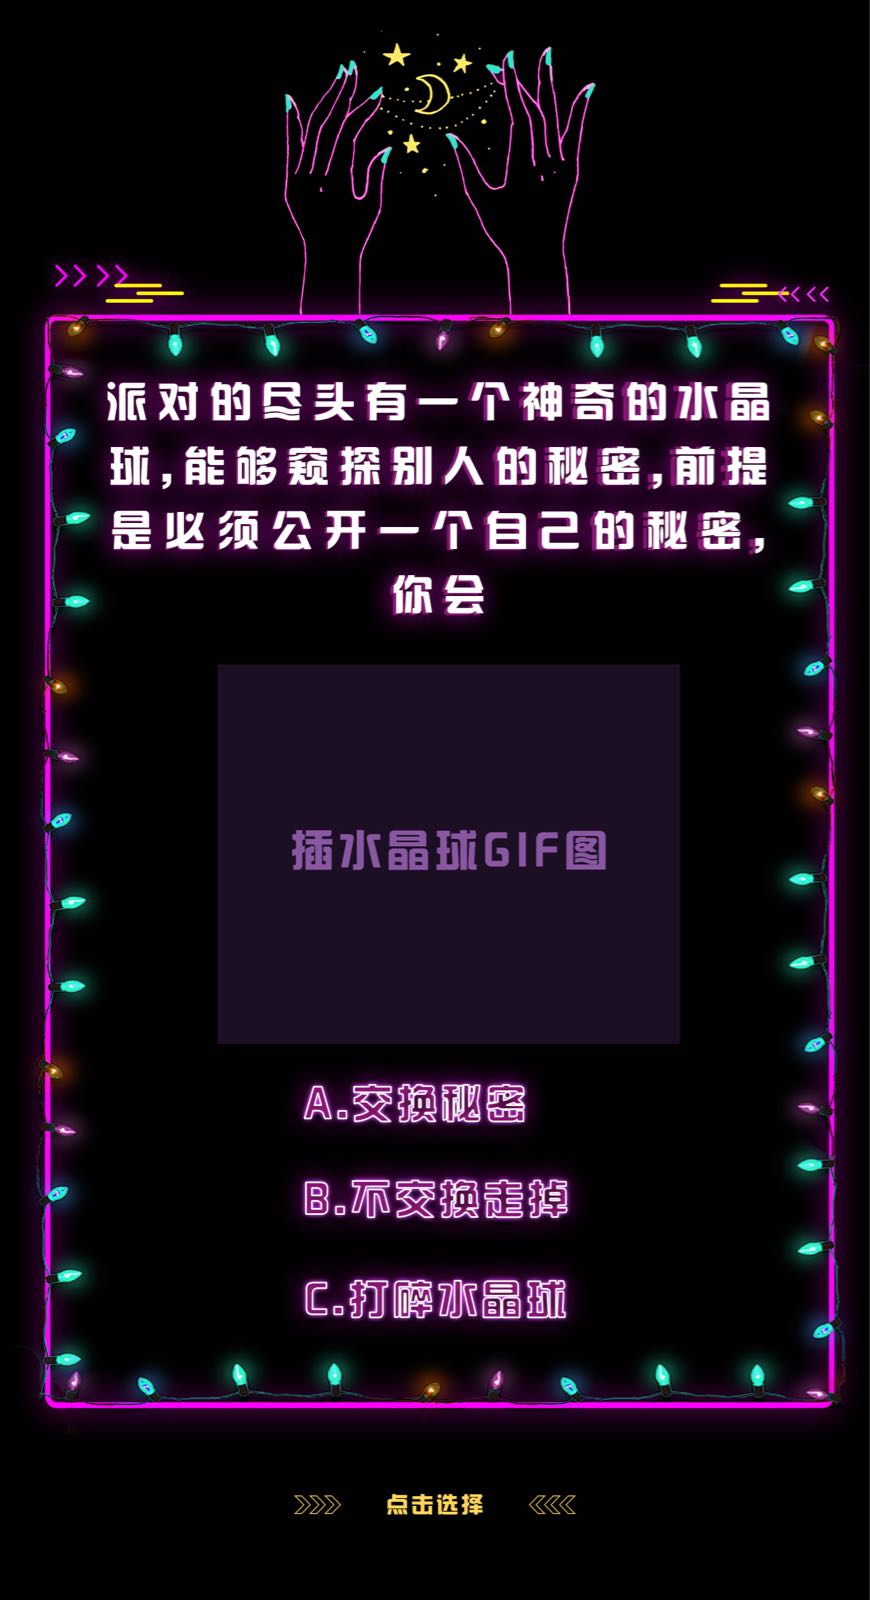 派对的尽头有一个神奇的水晶
球,能够窥探别人的秘密,前提
是必须公开一个自己的秘密,
你会
插水晶球GIF图
A.交换秘密
B.不交换走掉
C.打碎水晶球
点击选择